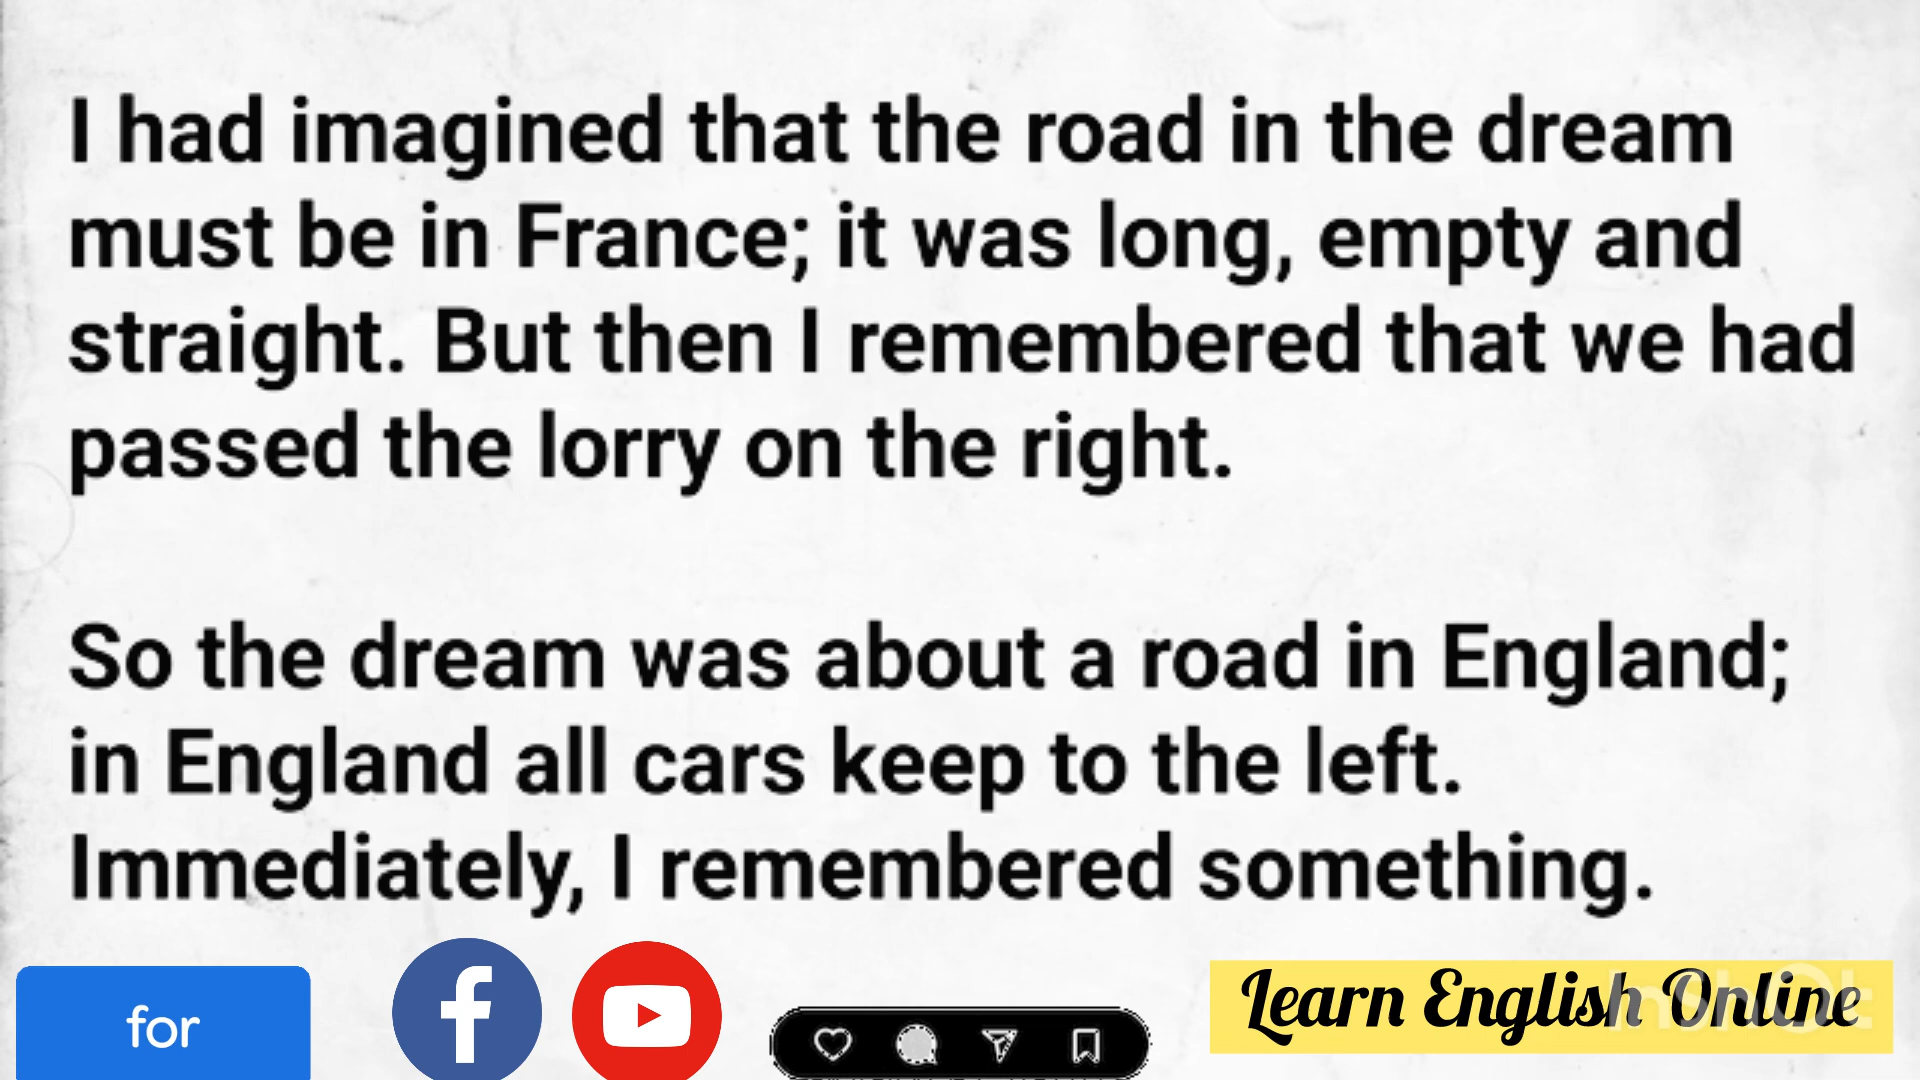 I had imagined that the road in the dream
must be in France; it was long, empty and
straight. But then I remembered that we had
passed the lorry on the right.
So the dream was about a road in England;
in England all cars keep to the left.
Immediately, I remembered something.
for
Learn English Online
InShOt